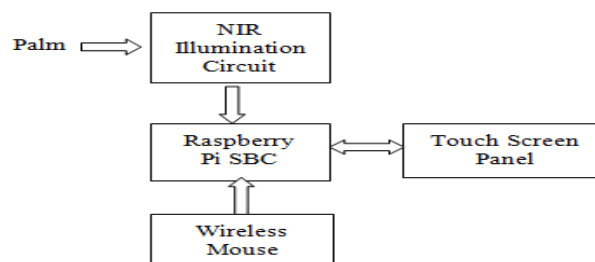 Palm
NIR
Illumination
Circuit
Raspberry
Pi SBC
Touch Screen
Panel
Wireless
Mouse